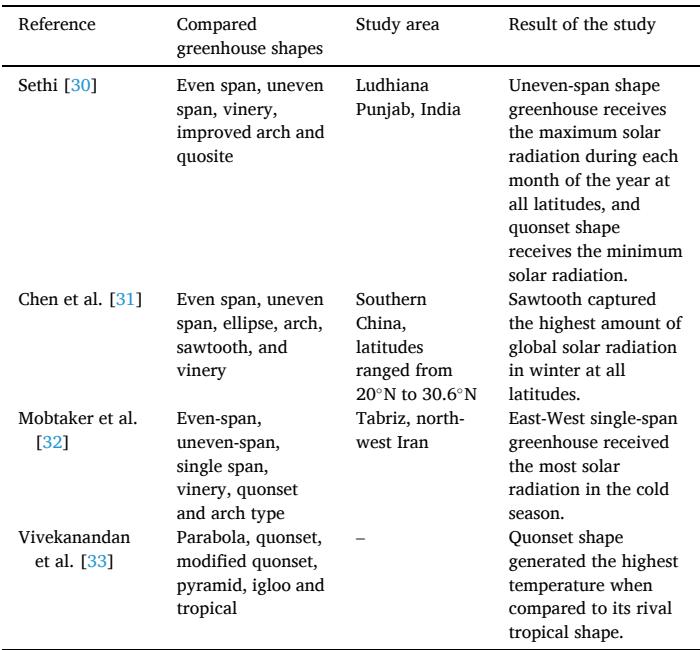 Reference
Compared
greenhouse shapes
Study area
Result of the study
Sethi [30]
Even span, uneven
span, vinery,
improved arch and
quosite
Ludhiana
Punjab, India
Uneven-span shape
greenhouse receives
the maximum solar
radiation during each
month of the year at
all latitudes, and
quonset shape
receives the minimum
solar radiation.
Chen et al. [31]
Even span, uneven
span, ellipse, arch,
sawtooth, and
vinery
Southern
China,
latitudes
ranged from
20°N to 30.6°N
Sawtooth captured
the highest amount of
global solar radiation
in winter at all
latitudes.
Mobtaker et al.
[32]
Even-span,
uneven-span,
single span,
vinery, quonset
and arch type
Tabriz, north-
west Iran
East-West single-span
greenhouse received
the most solar
radiation in the cold
season.
Vivekanandan
et al. [33]
Parabola, quonset,
modified quonset,
pyramid, igloo and
tropical
–
Quonset shape
generated the highest
temperature when
compared to its rival
tropical shape.